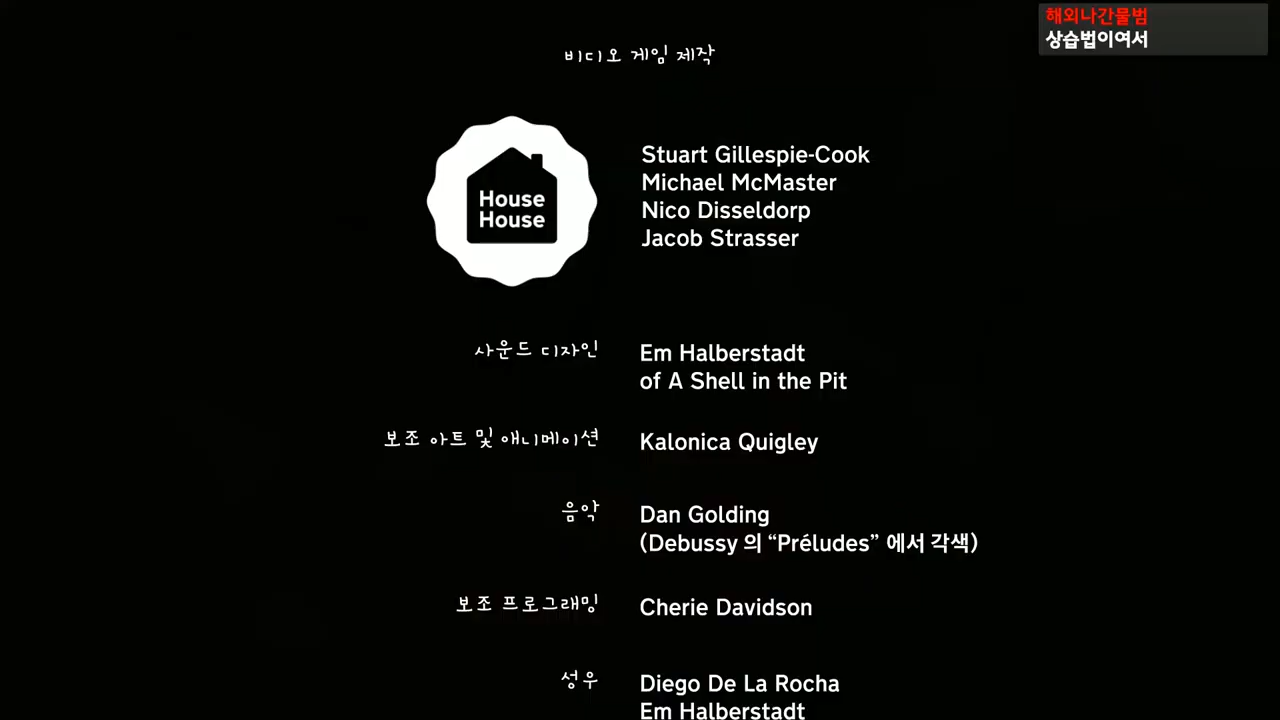 해외나간물범
상습법이여서
비디오 게임 제작
House
House
Stuart Gillespie-Cook
Michael McMaster
Nico Disseldorp
Jacob Strasser
사운드 디자인
Em Halberstadt
of A Shell in the Pit
보조 아트 및 애니메이션
Kalonica Quigley
음악
Dan Golding
(Debussy 의 “Préludes” 에서 각색)
보조 프로그래밍
Cherie Davidson
성우
Diego De La Rocha
Em Halberstadt